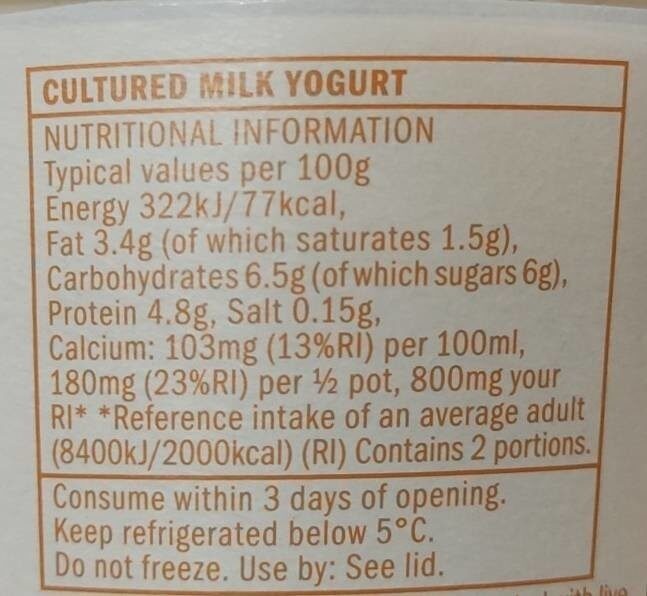 CULTURED MILK YOGURT
NUTRITIONAL INFORMATION
Typical values per 100g
Energy 322kJ/77kcal,
Fat 3.4g (of which saturates 1.5g),
Carbohydrates 6.5g (of which sugars 6g),
Protein 4.8g, Salt 0.15g,
Calcium: 103mg (13%RI) per 100ml,
180mg (23%RI) per ½ pot, 800mg your
RI* *Reference intake of an average adult
(8400kJ/2000kcal) (RI) Contains 2 portions.
Consume within 3 days of opening.
Keep refrigerated below 5°C.
Do not freeze. Use by: See lid.
with live